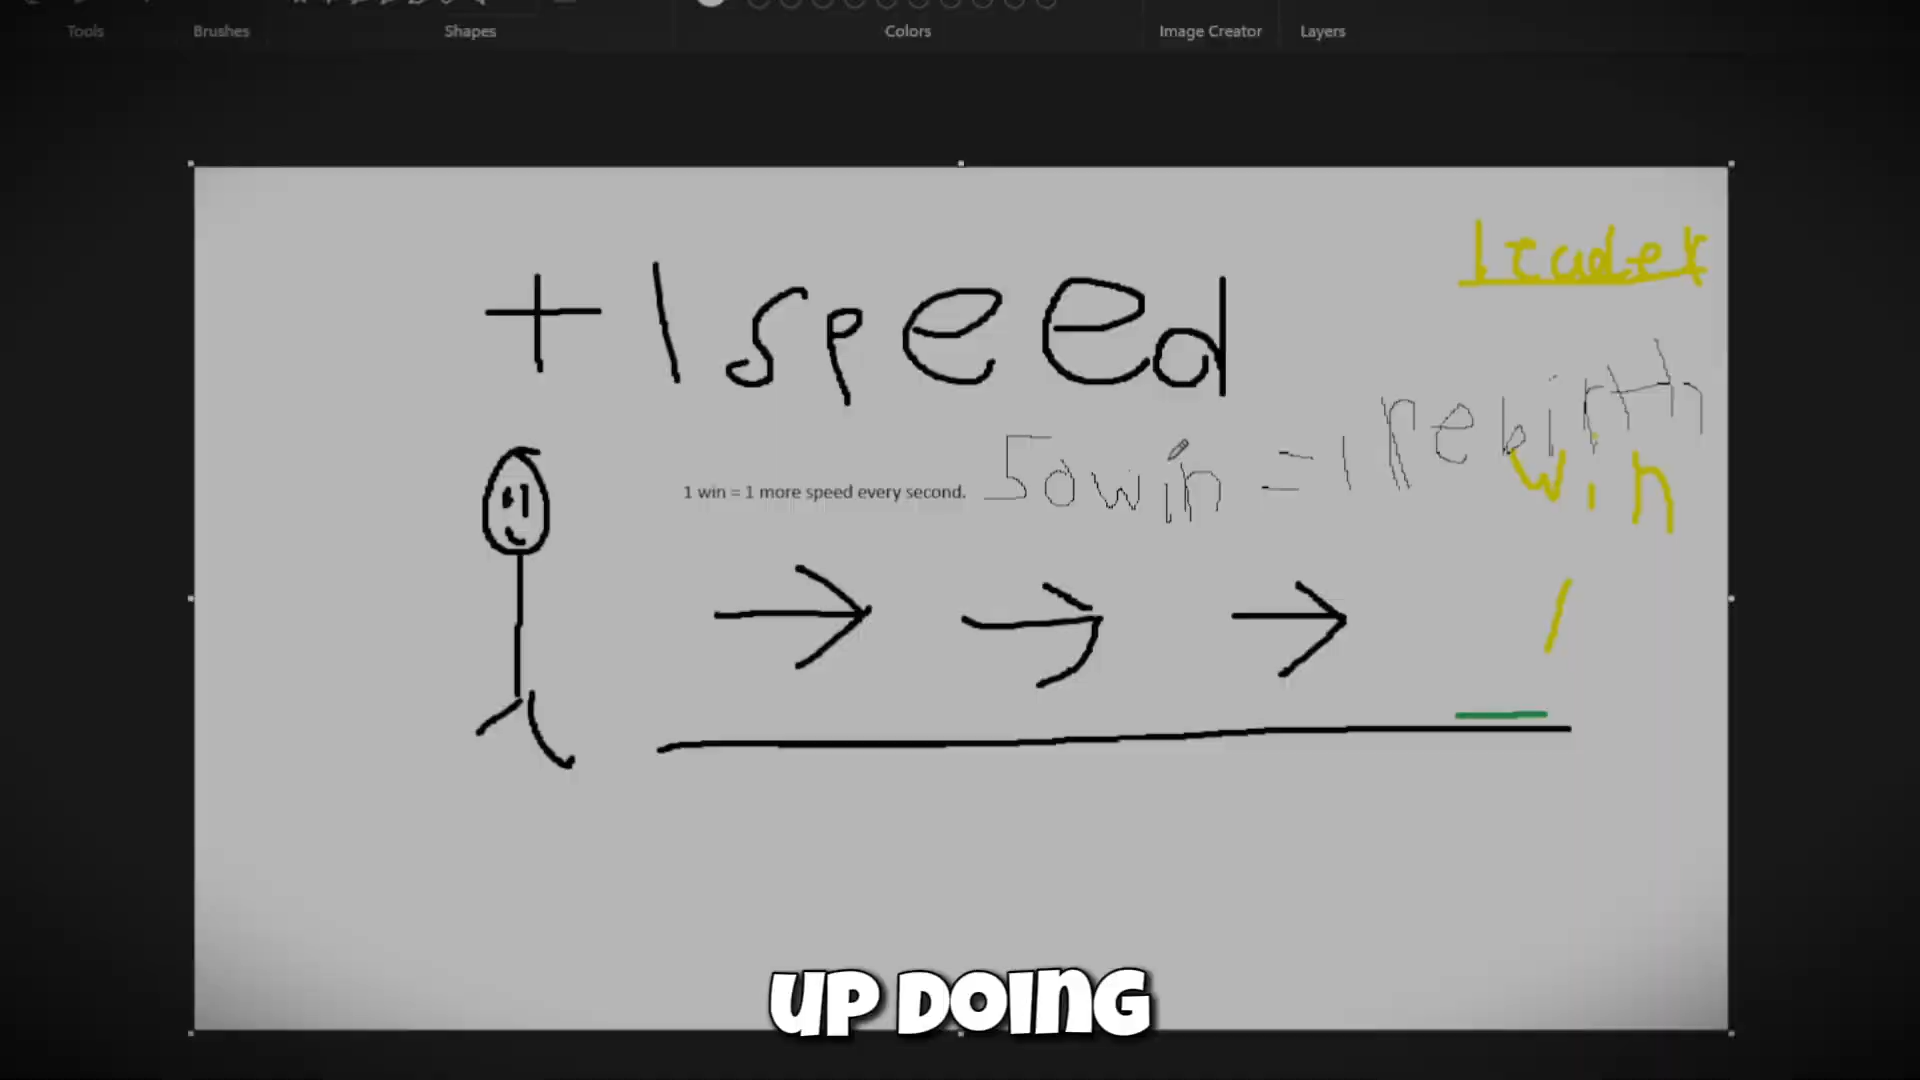 Tools Brushes Shapes Colors Image Creator Layers
Leader
+1 speed
1 win = 1 more speed every second. 50 win = 1 Rebirth
win
1
UP DOING